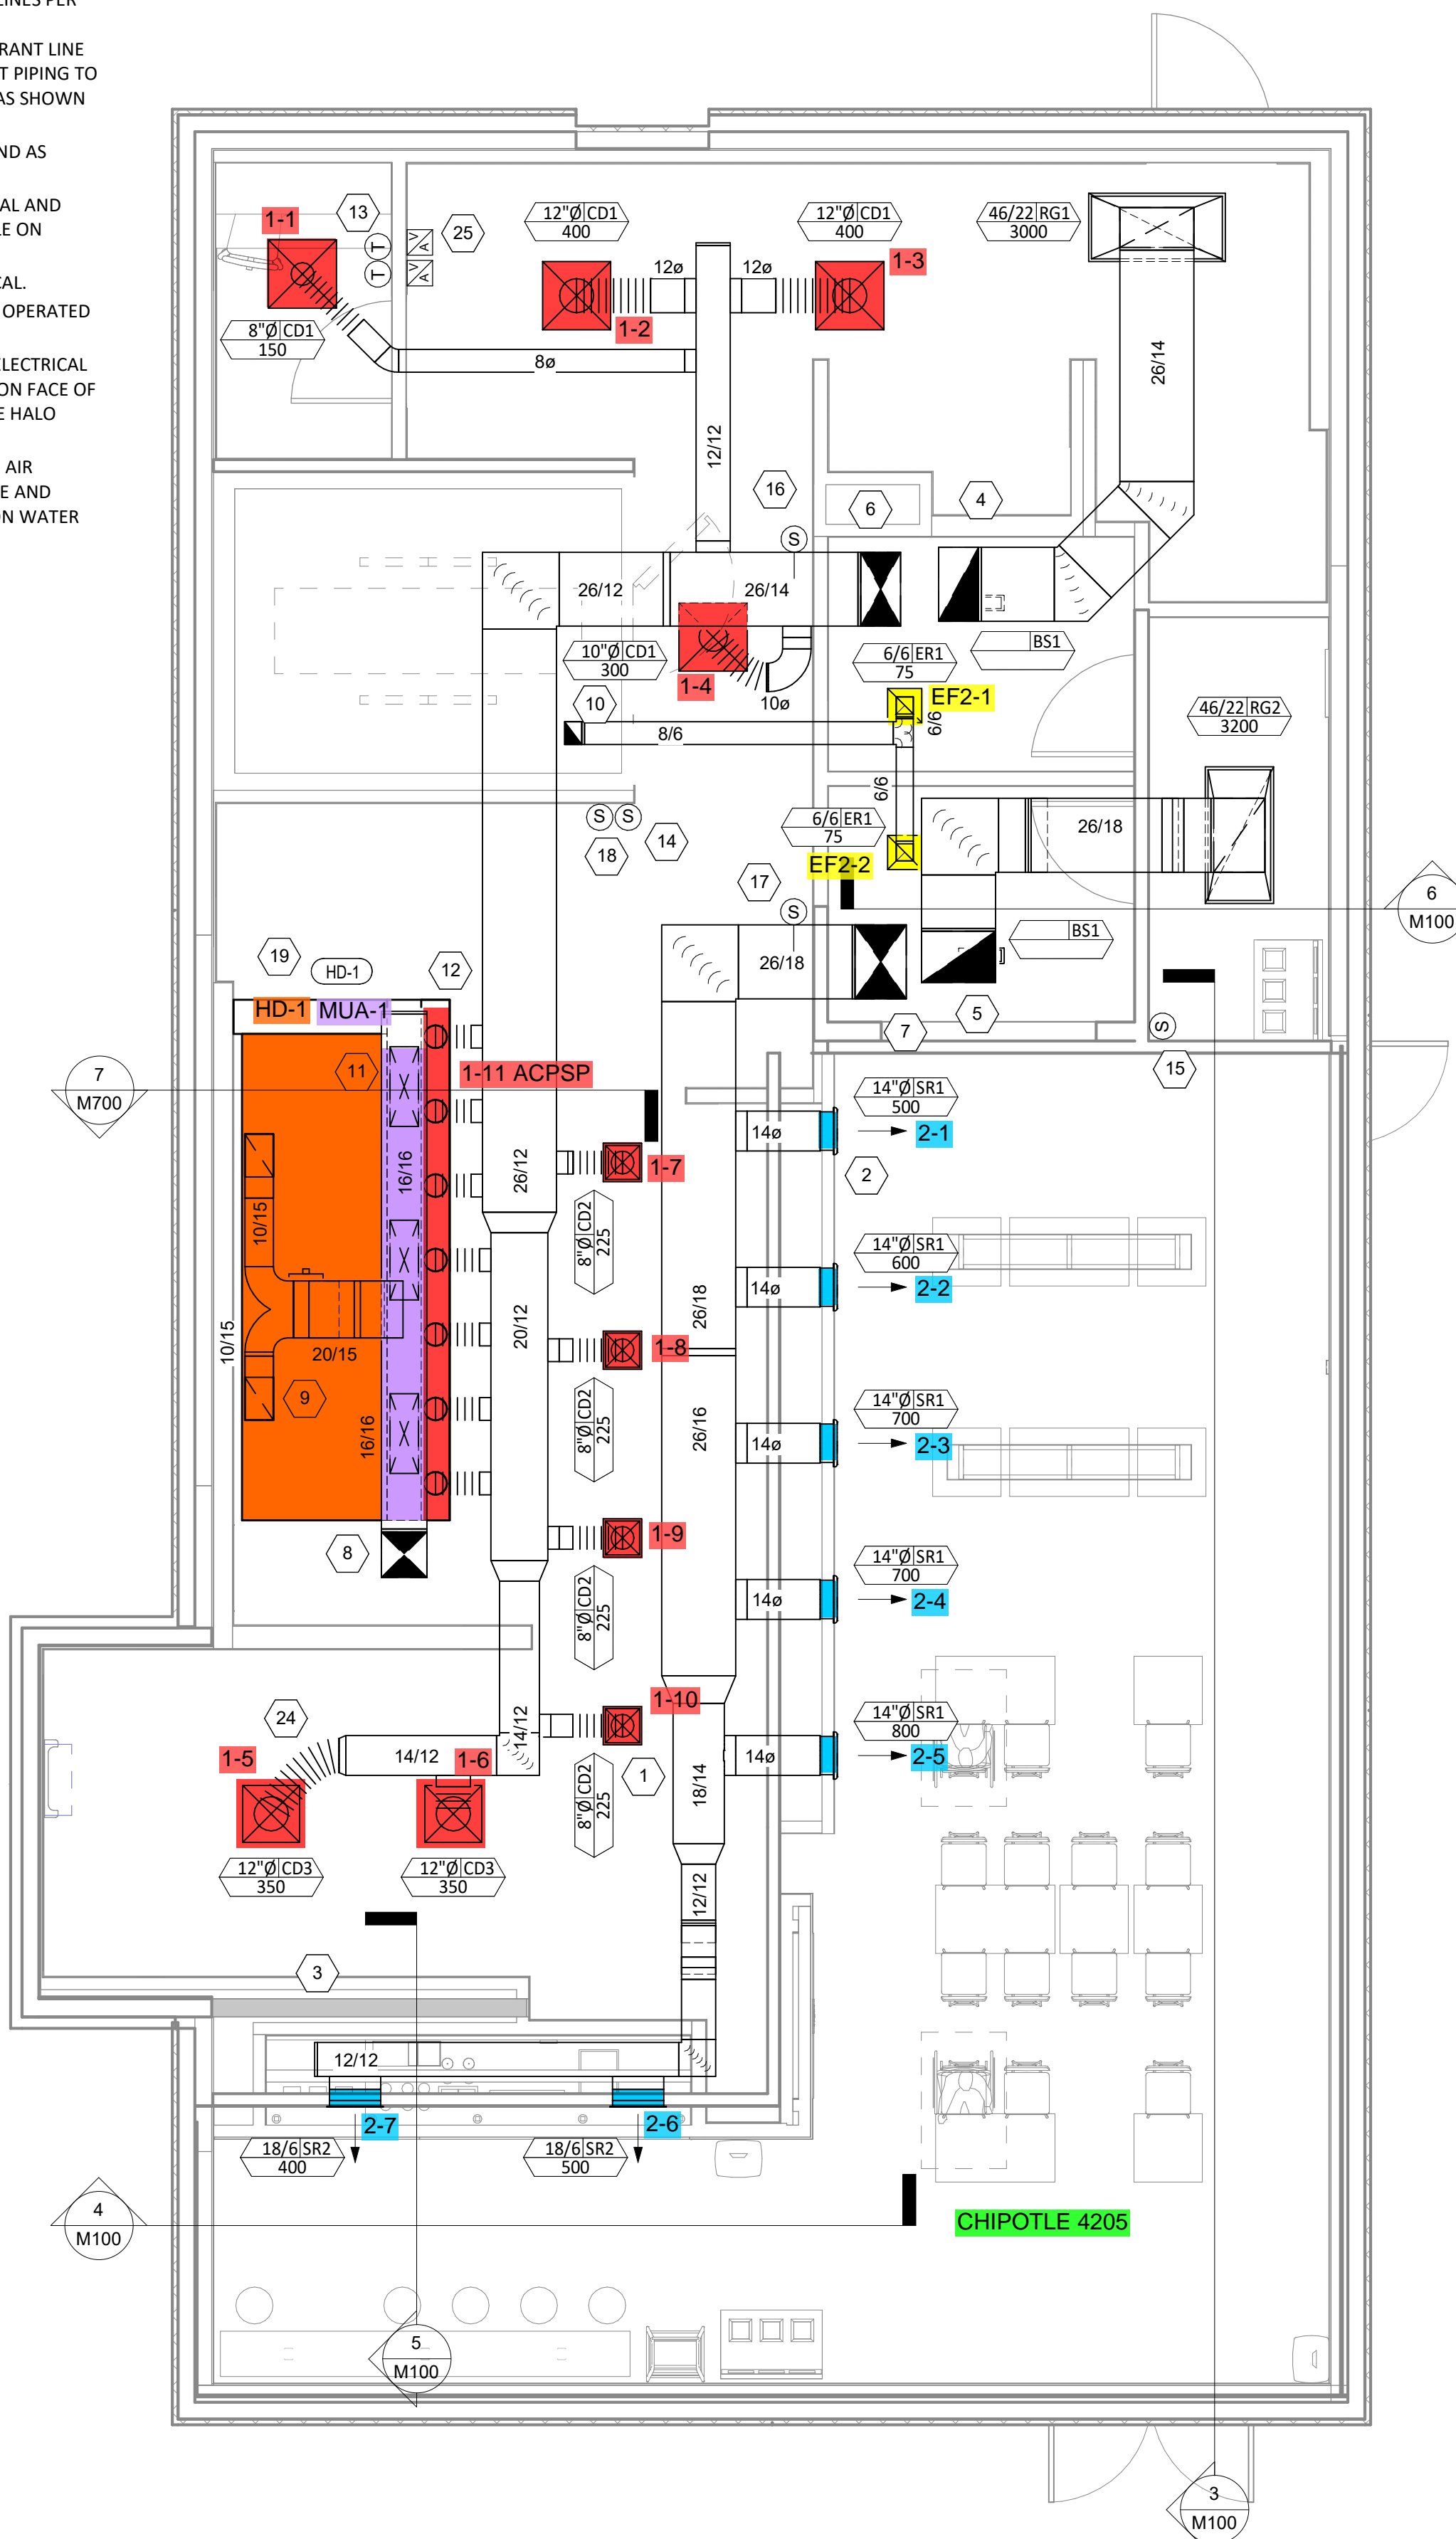 LINES PER
RANT LINE
T PIPING TO
AS SHOWN
ND AS
AL AND
LE ON
CAL.
OPERATED
ELECTRICAL
ON FACE OF
E HALO
AIR
E AND
ON WATER
1-1
13
T
T
V
A
V
A
25
12"Ø CD1
400
12"Ø CD1
400
46/22 RG1
3000
1-3
12ø
12ø
1-2
8"Ø CD1
150
8ø
26/14
12/12
16
6
4
S
26/12
26/14
10"Ø CD1
300
6/6 ER1
75
BS1
1-4
10ø
EF2-1
10
8/6
6/6
46/22 RG2
3200
6/6
6/6 ER1
75
S
S
18
14
26/18
EF2-2
17
6
M100
S
BS1
26/18
19
HD-1
12
HD-1
MUA-1
5
7
S
15
11
1-11 ACPSP
7
M700
14"Ø SR1
500
14ø
2-1
16/16
26/12
1-7
2
10/15
8"Ø CD2
225
14"Ø SR1
600
14ø
2-2
26/18
10/15
20/15
20/12
1-8
9
8"Ø CD2
225
14"Ø SR1
700
14ø
2-3
26/16
16/16
1-9
8
8"Ø CD2
225
14"Ø SR1
700
14ø
2-4
1-10
24
14/12
14"Ø SR1
800
14ø
2-5
1-5
14/12
1-6
8"Ø CD2
225
1
18/14
12"Ø CD3
350
12"Ø CD3
350
12/12
3
12/12
2-7
2-6
18/6 SR2
400
18/6 SR2
500
4
M100
CHIPOTLE 4205
5
M100
3
M100